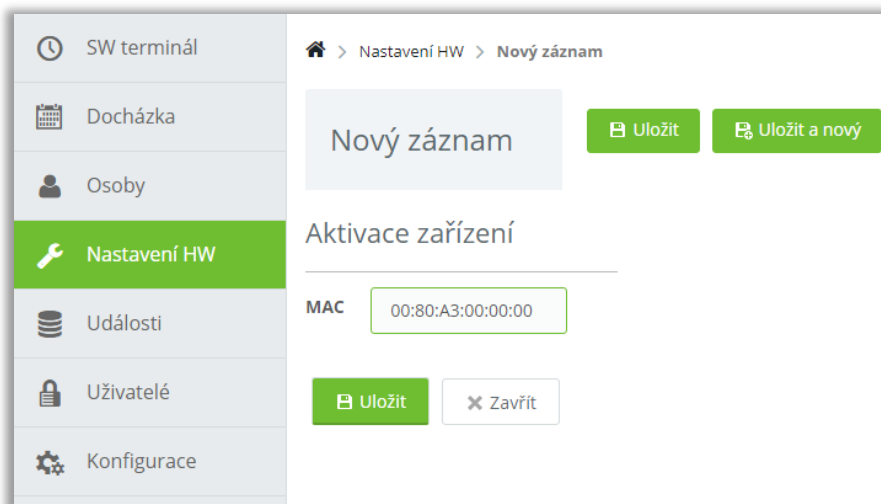 SW terminál
Docházka
Osoby
Nastavení HW
Události
Uživatelé
Konfigurace
Nastavení HW > Nový záznam
Nový záznam
Uložit
Uložit a nový
Aktivace zařízení
MAC 00:80:A3:00:00:00
Uložit
Zavřít